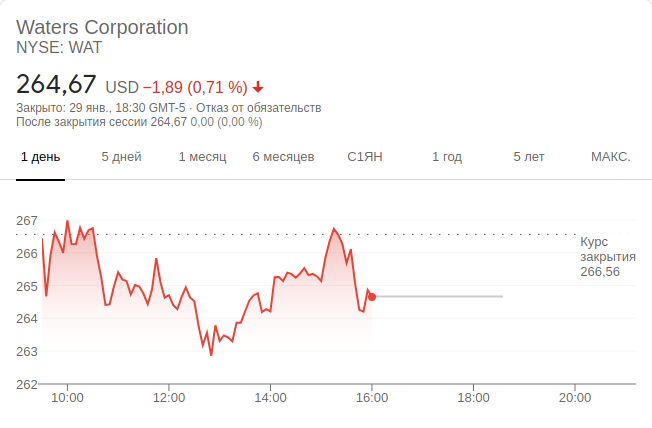 Waters Corporation
NYSE: WAT
264,67 USD −1,89 (0,71 %)
Закрыто: 29 янв., 18:30 GMT-5 · Отказ от обязательств
После закрытия сессии 264,67 0,00 (0,00 %)
1 день 5 дней 1 месяц 6 месяцев С1ЯН 1 год 5 лет МАКС.
267
266
265
264
263
262
Курс
закрытия
266,56
10:00 12:00 14:00 16:00 18:00 20:00